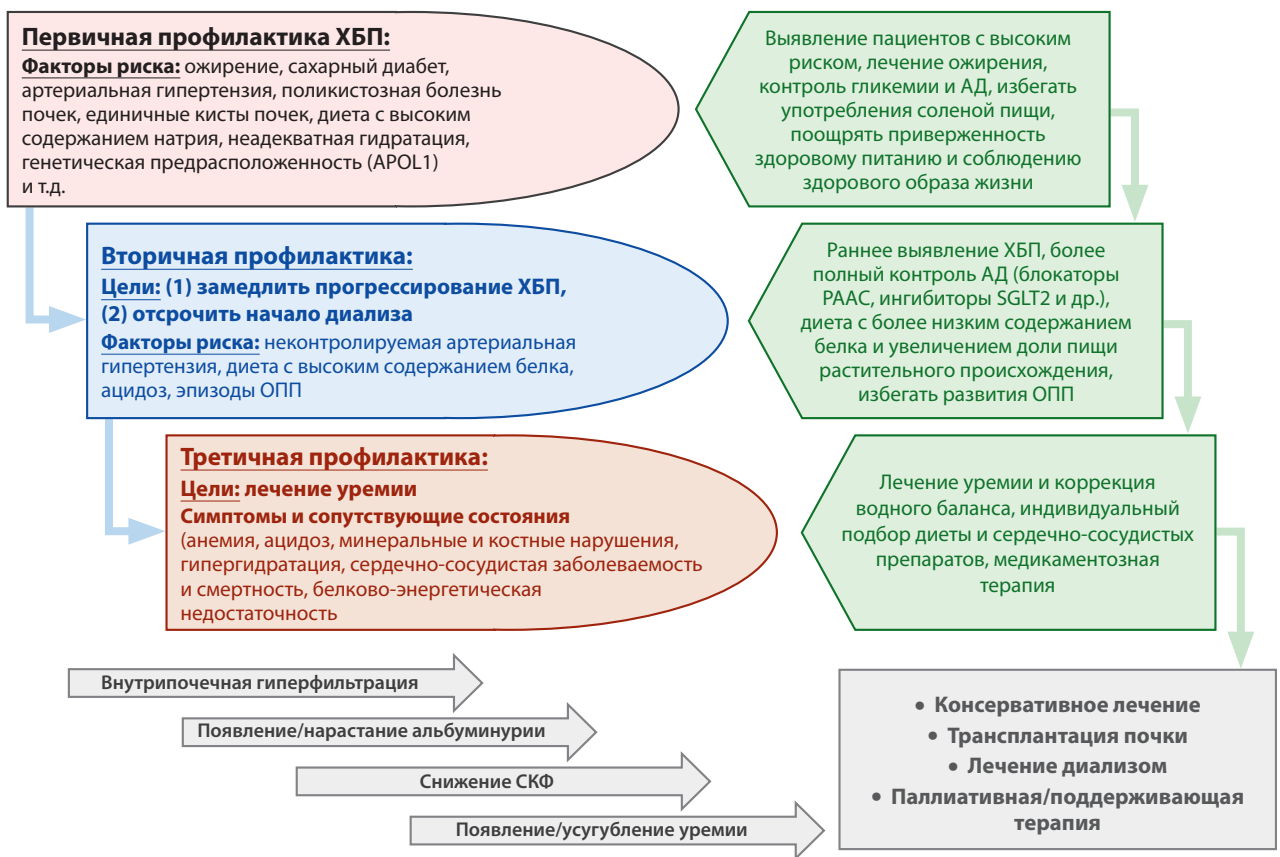 Первичная профилактика ХБП:
Факторы риска: ожирение, сахарный диабет,
артериальная гипертензия, поликистозная болезнь
почек, единичные кисты почек, диета с высоким
содержанием натрия, неадекватная гидратация,
генетическая предрасположенность (APOL1)
и т.д.
Выявление пациентов с высоким
риском, лечение ожирения,
контроль гликемии и АД, избегать
употребления соленой пищи,
поощрять приверженность
здоровому питанию и соблюдению
здорового образа жизни
Вторичная профилактика:
Цели: (1) замедлить прогрессирование ХБП,
(2) отсрочить начало диализа
Факторы риска: неконтролируемая артериальная
гипертензия, диета с высоким содержанием белка,
ацидоз, эпизоды ОПП
Раннее выявление ХБП, более
полный контроль АД (блокаторы
РААС, ингибиторы SGLT2 и др.),
диета с более низким содержанием
белка и увеличением доли пищи
растительного происхождения,
избегать развития ОПП
Третичная профилактика:
Цели: лечение уремии
Симптомы и сопутствующие состояния
(анемия, ацидоз, минеральные и костные нарушения,
гипергидратация, сердечно-сосудистая заболеваемость
и смертность, белково-энергетическая
недостаточность
Лечение уремии и коррекция
водного баланса, индивидуальный
подбор диеты и сердечно-сосудистых
препаратов, медикаментозная
терапия
Внутрипочечная гиперфильтрация
Появление/нарастание альбуминурии
Снижение СКФ
Появление/усугубление уремии
• Консервативное лечение
• Трансплантация почки
• Лечение диализом
• Паллиативная/поддерживающая
терапия